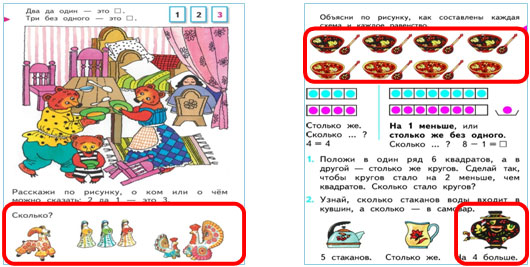 Два да один — это □.
Три без одного — это □.
1 2 3
Расскажи по рисунку, о ком или о чём
можно сказать: 2 да 1 — это 3.
Сколько?
Объясни по рисунку, как составлены каждая
схема и каждое равенство.
Столько же.
Сколько ... ?
4 = 4
На 1 меньше, или
столько же без одного.
Сколько ... ? 8 – 1 = □
1. Положи в один ряд 6 квадратов, а в
другой — столько же кругов. Сделай так,
чтобы кругов стало на 2 меньше, чем
квадратов. Сколько стало кругов?
2. Узнай, сколько стаканов воды входит в
кувшин, а сколько — в самовар.
5 стаканов. Столько же. На 4 больше.